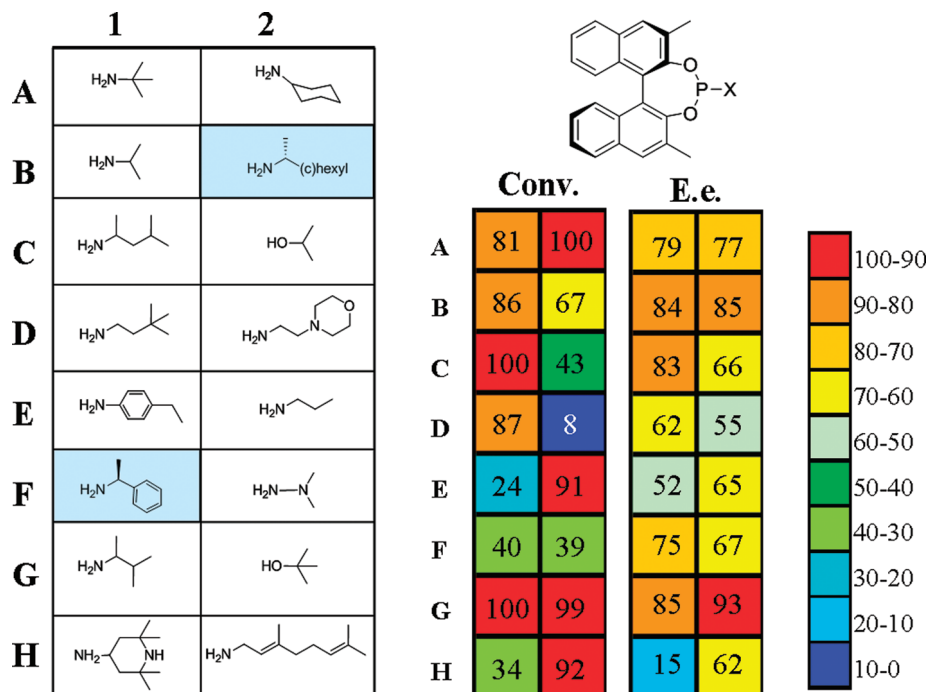 1 2
A H₂N H₂N
B H₂N H₂N (c)hexyl
C H₂N HO
D H₂N H₂N N O
E H₂N H₂N
F H₂N H₂N N
G H₂N HO
H NH₂ NH H₂N
O
P X
O
Conv. E.e.
A 81 100 79 77
B 86 67 84 85
C 100 43 83 66
D 87 8 62 55
E 24 91 52 65
F 40 39 75 67
G 100 99 85 93
H 34 92 15 62
100-90
90-80
80-70
70-60
60-50
50-40
40-30
30-20
20-10
10-0